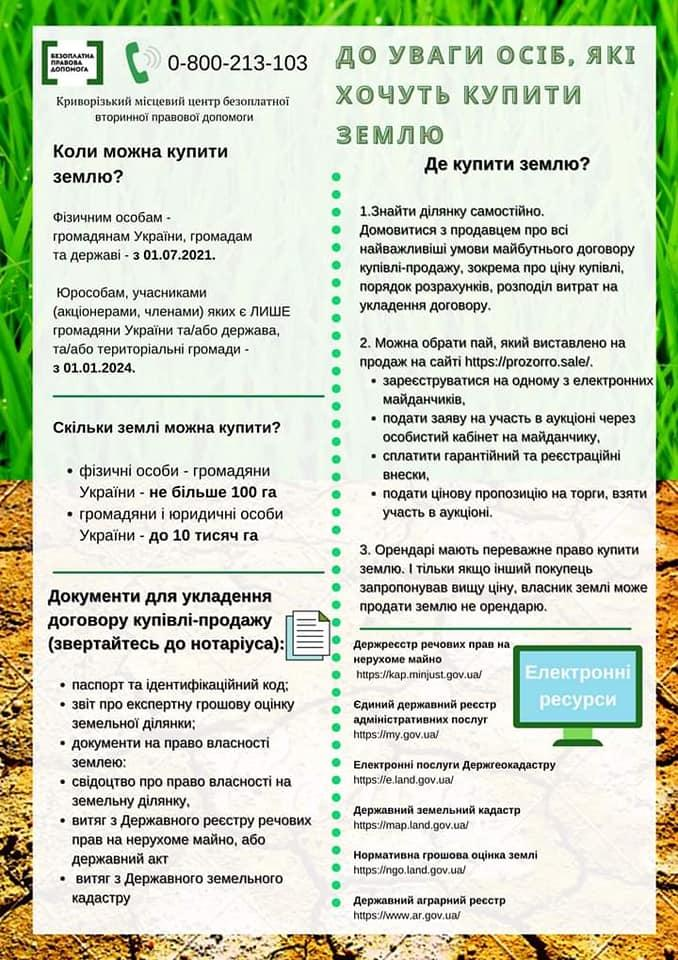 БЕЗОПЛАТНА
ПРАВОВА
ДОПОМОГА
0-800-213-103
Криворізький місцевий центр безоплатної
вторинної правової допомоги
ДО УВАГИ ОСІБ, ЯКІ
ХОЧУТЬ КУПИТИ
ЗЕМЛЮ
Коли можна купити
землю?
Фізичним особам -
громадянам України, громадам
та державі - з 01.07.2021.
Юрособам, учасниками
(акціонерами, членами) яких є ЛИШЕ
громадяни України та/або держава,
та/або територіальні громади -
з 01.01.2024.
Скільки землі можна купити?
• фізичні особи - громадяни
України - не більше 100 га
• громадяни і юридичні особи
України - до 10 тисяч га
Документи для укладення
договору купівлі-продажу
(звертайтесь до нотаріуса):
• паспорт та ідентифікаційний код;
• звіт про експертну грошову оцінку
земельної ділянки;
• документи на право власності
землею:
• свідоцтво про право власності на
земельну ділянку,
• витяг з Державного реєстру речових
прав на нерухоме майно, або
державний акт
• витяг з Державного земельного
кадастру
Де купити землю?
1.Знайти ділянку самостійно.
Домовитися з продавцем про всі
найважливіші умови майбутнього договору
купівлі-продажу, зокрема про ціну купівлі,
порядок розрахунків, розподіл витрат на
укладення договору.
2. Можна обрати пай, який виставлено на
продаж на сайті https://prozorro.sale/.
• зареєструватися на одному з електронних
майданчиків,
• подати заяву на участь в аукціоні через
особистий кабінет на майданчику,
• сплатити гарантійний та реєстраційні
внески,
• подати цінову пропозицію на торги, взяти
участь в аукціоні.
3. Орендарі мають переважне право купити
землю. І тільки якщо інший покупець
запропонував вищу ціну, власник землі може
продати землю не орендарю.
Держреєстр речових прав на
нерухоме майно
https://kap.minjust.gov.ua/
Єдиний державний реєстр
адміністративних послуг
https://my.gov.ua/
Електронні
ресурси
Електронні послуги Держгеокадастру
https://e.land.gov.ua/
Державний земельний кадастр
https://map.land.gov.ua/
Нормативна грошова оцінка землі
https://ngo.land.gov.ua/
Державний аграрний реєстр
https://www.ar.gov.ua/